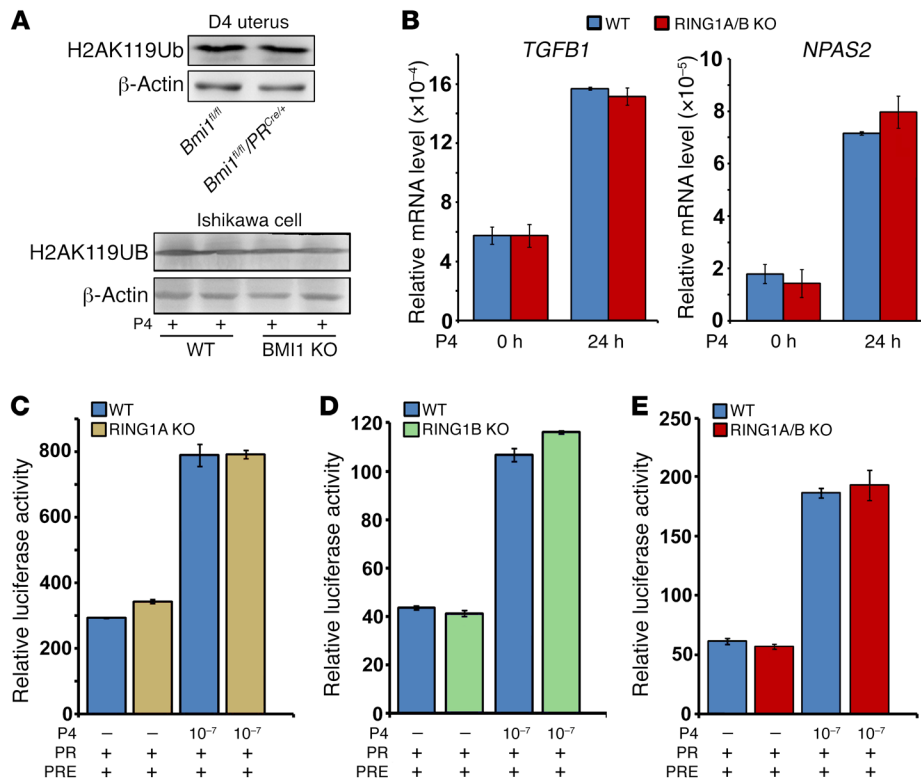 A
D4 uterus
H2AK119Ub
β-Actin
Bmi1fl/fl
Bmi1fl/fl/PRCre/+
Ishikawa cell
H2AK119UB
β-Actin
P4 + + + +
WT BMI1 KO
B
WT RING1A/B KO
TGFB1
Relative mRNA level (×10–4)
16
12
8
6
4
0
P4 0 h 24 h
NPAS2
Relative mRNA level (×10–5)
10
8
6
4
2
0
P4 0 h 24 h
C
WT
RING1A KO
Relative luciferase activity
800
600
400
300
200
0
P4 – – 10–7 10–7
PR + + + +
PRE + + + +
D
WT
RING1B KO
Relative luciferase activity
120
100
80
60
40
20
0
P4 – – 10–7 10–7
PR + + + +
PRE + + + +
E
WT
RING1A/B KO
Relative luciferase activity
250
200
150
100
50
0
P4 – – 10–7 10–7
PR + + + +
PRE + + + +